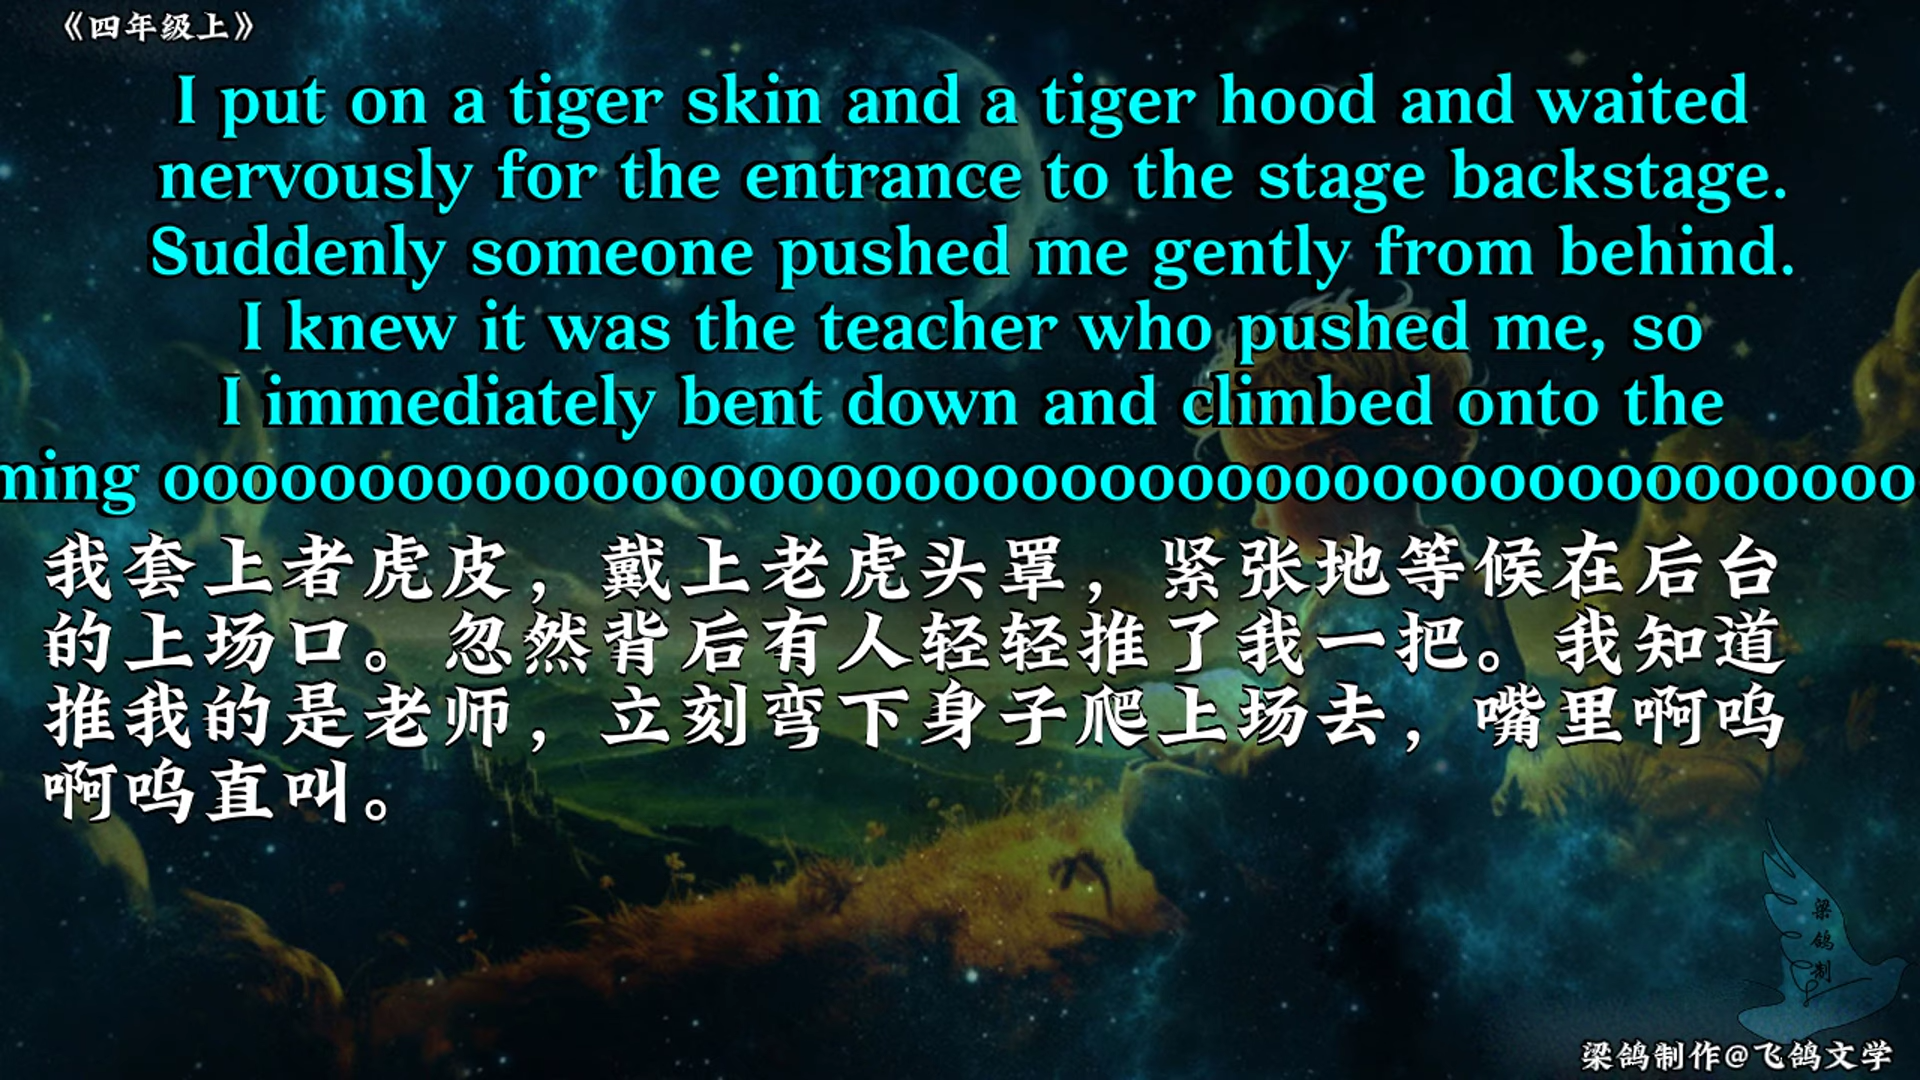 《四年级上》
I put on a tiger skin and a tiger hood and waited
nervously for the entrance to the stage backstage.
Suddenly someone pushed me gently from behind.
I knew it was the teacher who pushed me, so
I immediately bent down and climbed onto the
ming ooooooooooooooooooooooooooooooooooooooooooooo
我套上者虎皮，戴上老虎头罩，紧张地等候在后台
的上场口。忽然背后有人轻轻推了我一把。我知道
推我的是老师，立刻弯下身子爬上场去，嘴里啊呜
啊呜直叫。
梁鸽制
梁鸽制作@飞鸽文学